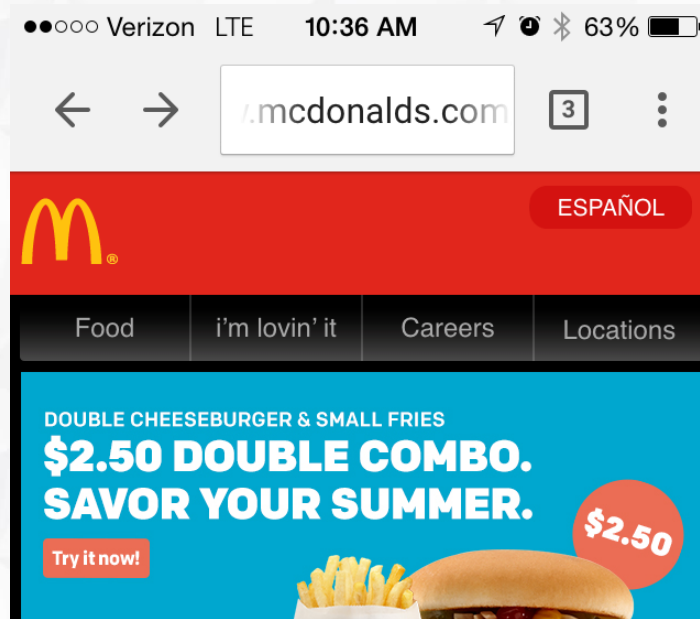 Verizon LTE 10:36 AM 63%
.mcdonalds.com 3
ESPAÑOL
®
Food i'm lovin' it Careers Locations
DOUBLE CHEESEBURGER & SMALL FRIES
$2.50 DOUBLE COMBO.
SAVOR YOUR SUMMER.
$2.50
Try it now!